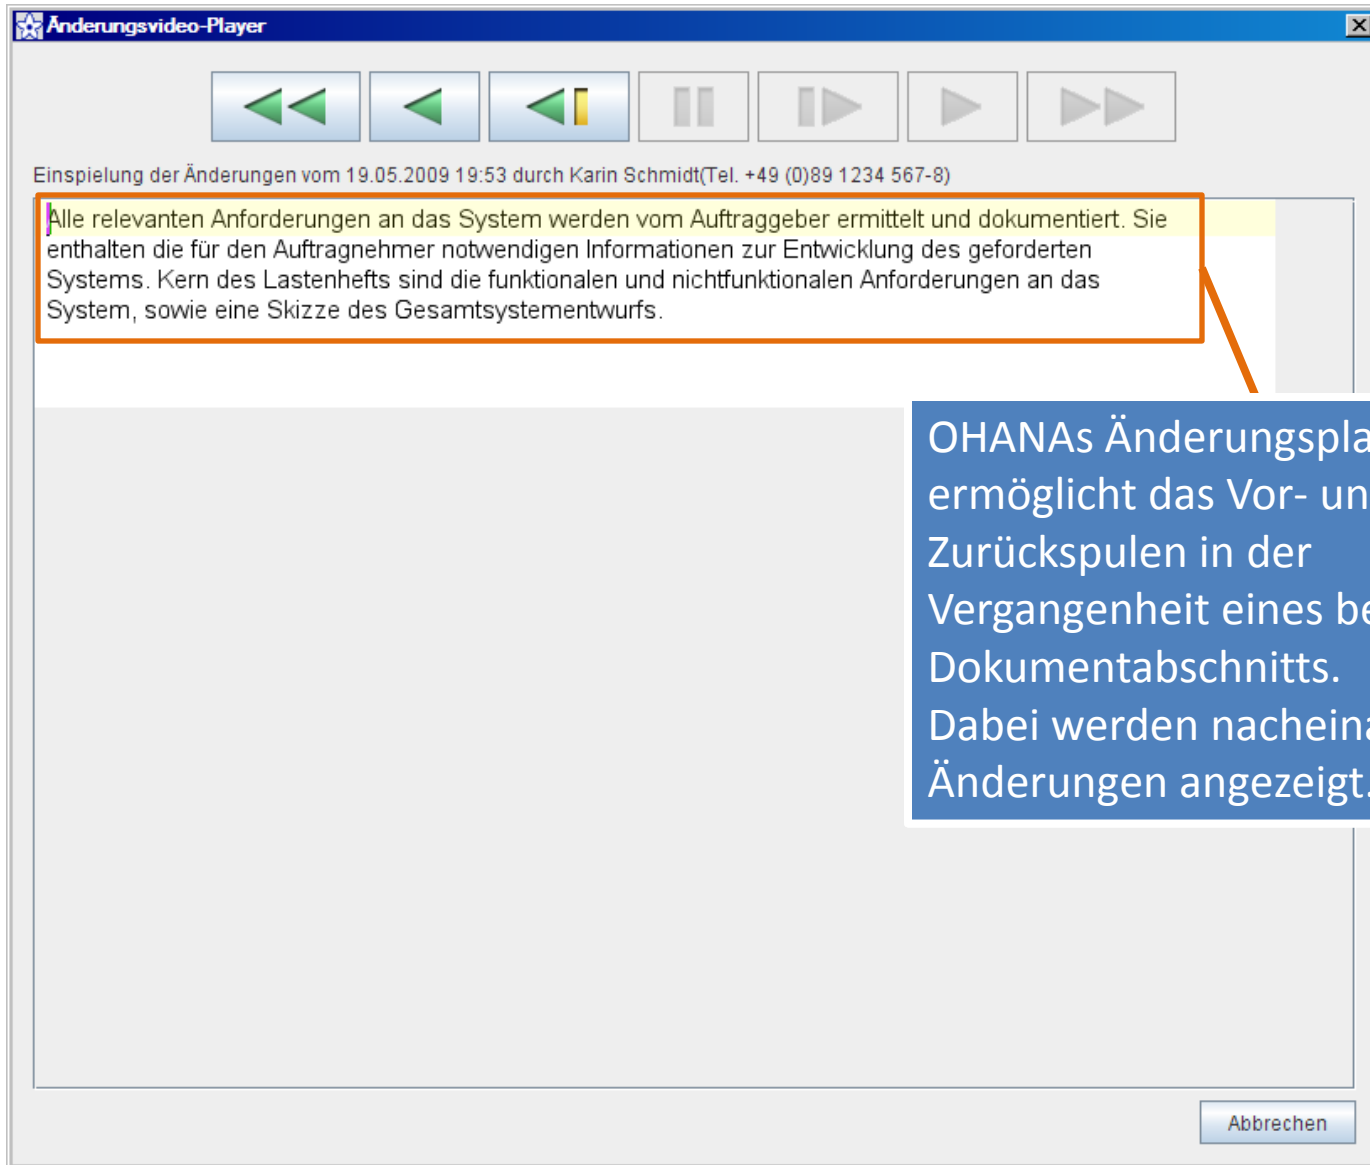 Änderungsvideo-Player
Einspielung der Änderungen vom 19.05.2009 19:53 durch Karin Schmidt(Tel. +49 (0)89 1234 567-8)
Alle relevanten Anforderungen an das System werden vom Auftraggeber ermittelt und dokumentiert. Sie
enthalten die für den Auftragnehmer notwendigen Informationen zur Entwicklung des geforderten
Systems. Kern des Lastenhefts sind die funktionalen und nichtfunktionalen Anforderungen an das
System, sowie eine Skizze des Gesamtsystementwurfs.
OHANAs
ermöglicht das Vor-
Zurückspulen in der
Vergangenheit eines
Dokumentabschnitts.
Dabei werden
Änderungen angezeigt.
Abbrechen